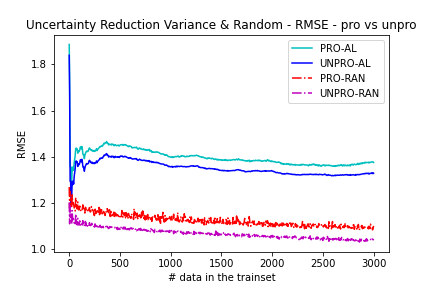 Uncertainty Reduction Variance & Random - RMSE - pro vs unpro
PRO-AL
UNPRO-AL
PRO-RAN
UNPRO-RAN
RMSE
1.8
1.6
1.4
1.2
1.0
0 500 1000 1500 2000 2500 3000
# data in the trainset